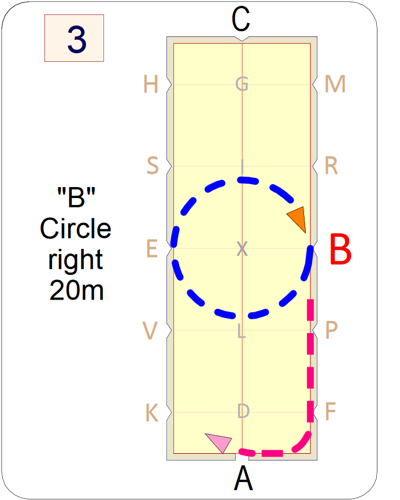 3
C
H G M
S I R
"B"
Circle
right
20m
E X B
V L P
K D F
A